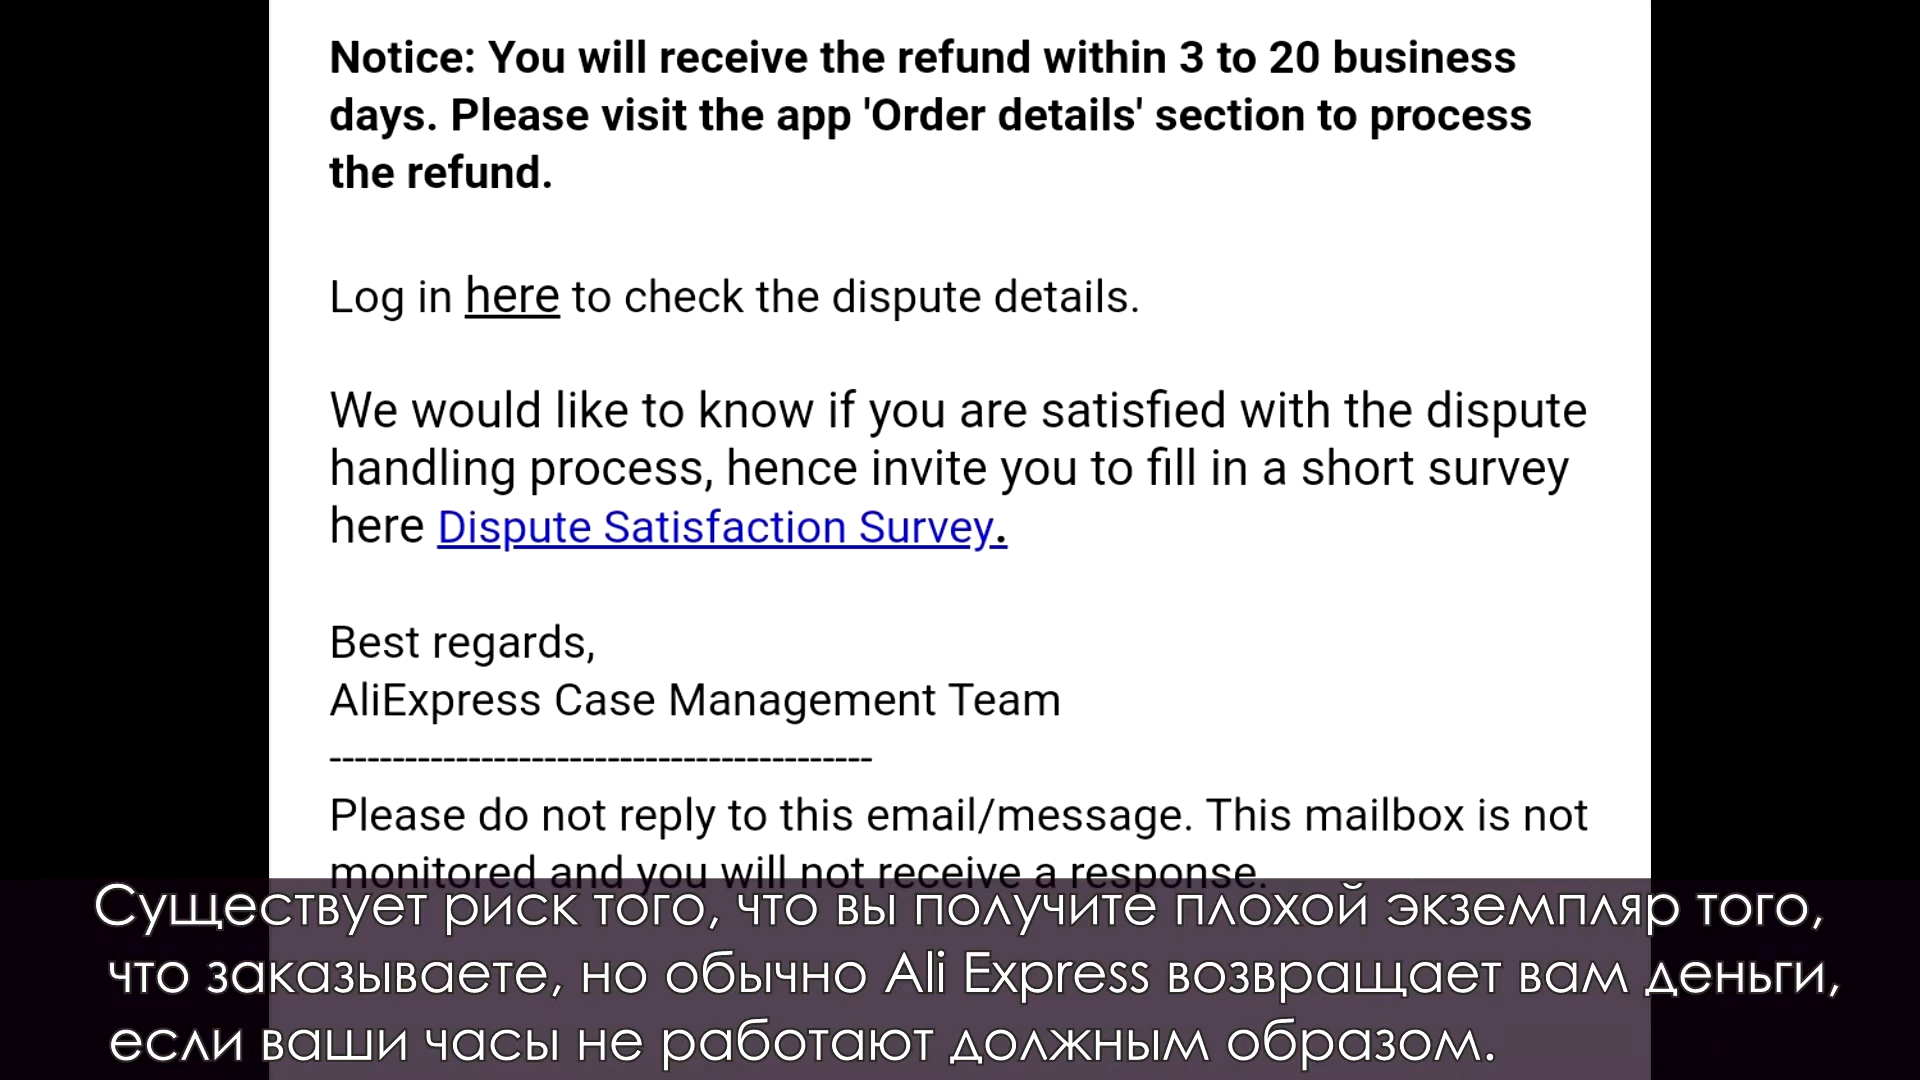 Notice: You will receive the refund within 3 to 20 business
days. Please visit the app 'Order details' section to process
the refund.
Log in here to check the dispute details.
We would like to know if you are satisfied with the dispute
handling process, hence invite you to fill in a short survey
here Dispute Satisfaction Survey.
Best regards,
AliExpress Case Management Team
-------------------------------------------
Please do not reply to this email/message. This mailbox is not
monitored and you will not receive a response.
Существует риск того, что вы получите плохой экземпляр того,
что заказываете, но обычно Ali Express возвращает вам деньги,
если ваши часы не работают должным образом.